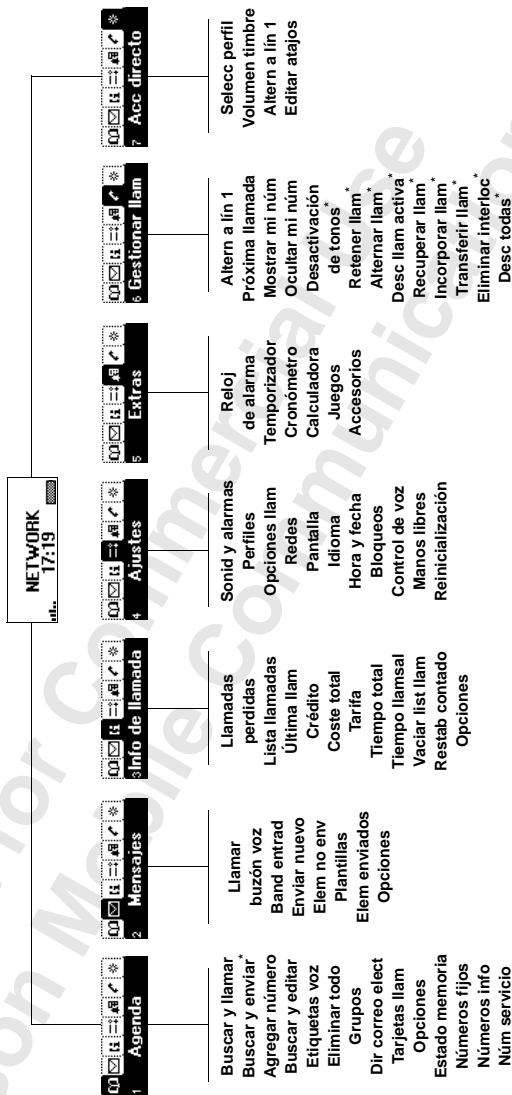 NETWORK
17:19
1 Agenda
Buscar y llamar
Buscar y enviar*
Agregar número
Buscar y editar
Etiquetas voz
Eliminar todo
Grupos
Dir correo elect
Tarjetas llam
Opciones
Estado memoria
Números fijos
Números info
Núm servicio
2 Mensajes
Llamar
buzón voz
Band entrad
Enviar nuevo
Elem no env
Plantillas
Elem enviados
Opciones
3 Info de llamada
Llamadas
perdidas
Lista llamadas
Última llam
Crédito
Coste total
Tarifa
Tiempo total
Tiempo llamsal
Vaciar list llam
Restab contado
Opciones
4 Ajustes
Sonid y alarmas
Perfiles
Opciones llam
Redes
Pantalla
Idioma
Hora y fecha
Bloqueos
Control de voz
Manos libres
Reinicialización
5 Extras
Reloj
de alarma
Temporizador
Cronómetro
Calculadora
Juegos
Accesorios
6 Gestionar llam
Altern a lín 1
Próxima llamada
Mostrar mi núm
Ocultar mi núm
Desactivación
de tonos*
Retener llam*
Alternar llam*
Desc llam activa*
Recuperar llam*
Incorporar llam*
Transferir llam*
Eliminar interloc*
Desc todas*
7 Acc directo
Selecc perfil
Volumen timbre
Altern a lín 1
Editar atajos
for Commercial Use
on Mobile Communication